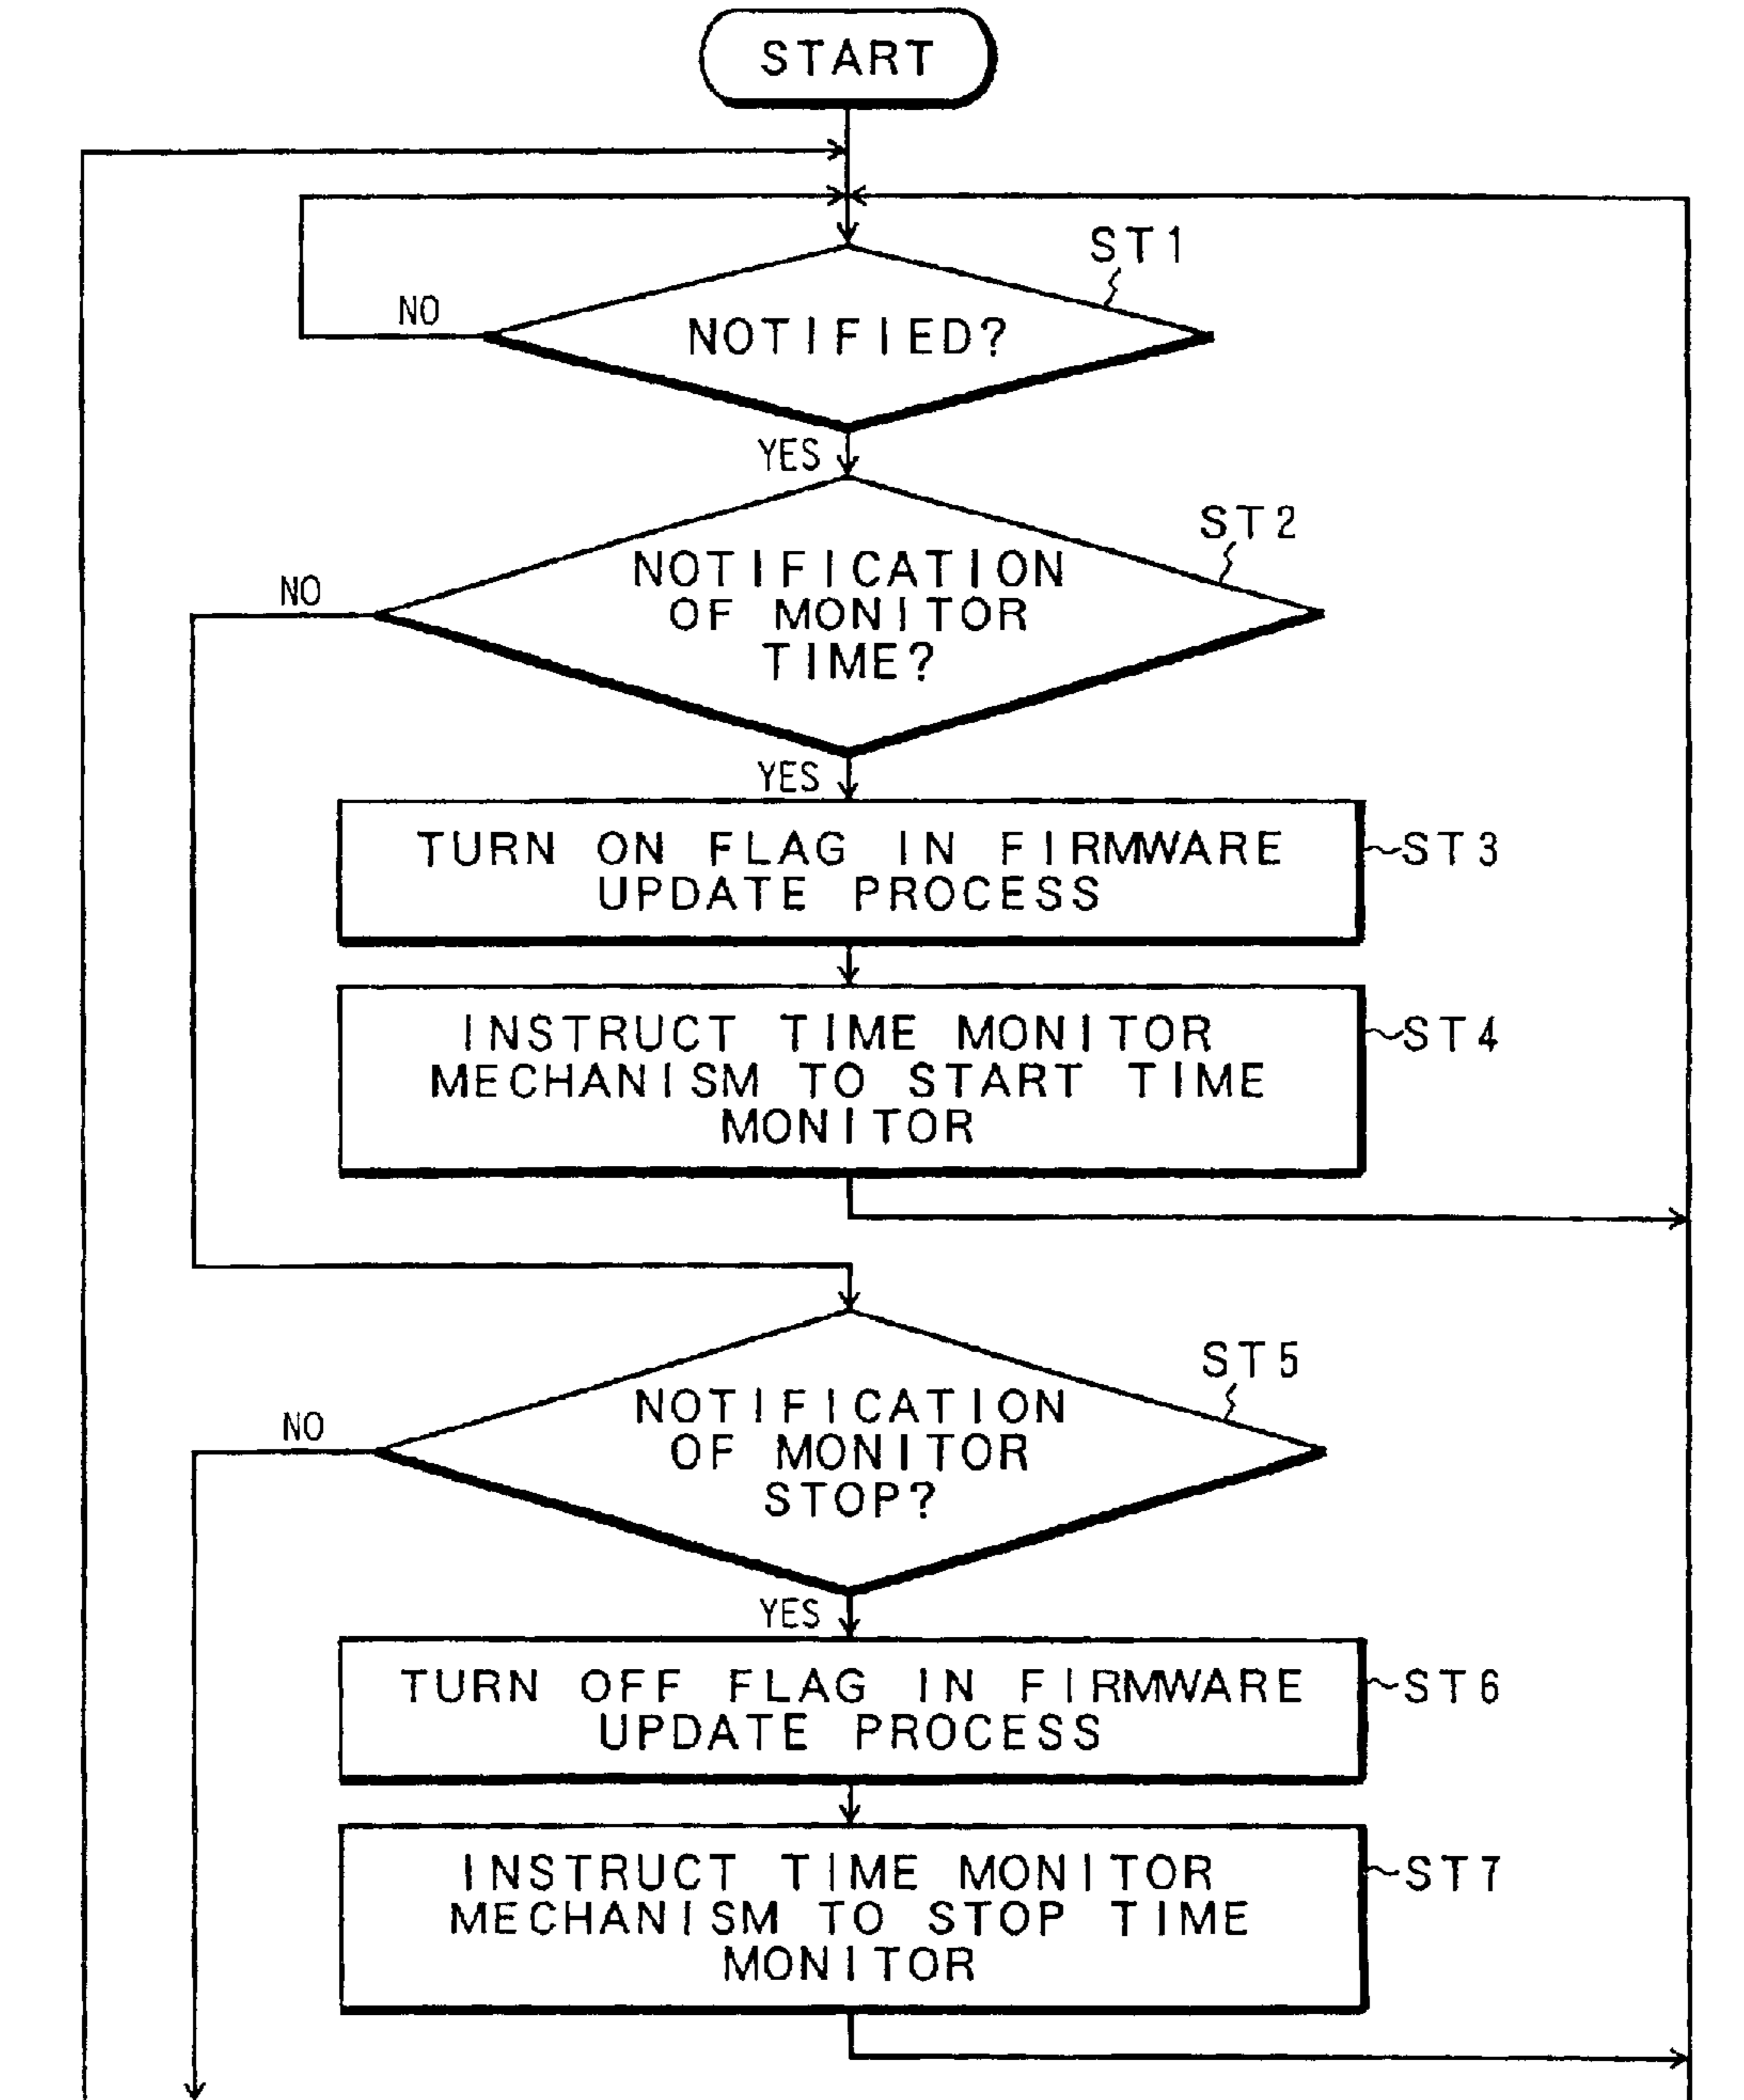 START
ST1
NO
NOTIFIED?
YES
ST2
NO
NOTIFICATION
OF MONITOR
TIME?
YES
TURN ON FLAG IN FIRMWARE
UPDATE PROCESS
ST3
INSTRUCT TIME MONITOR
MECHANISM TO START TIME
MONITOR
ST4
ST5
NO
NOTIFICATION
OF MONITOR
STOP?
YES
TURN OFF FLAG IN FIRMWARE
UPDATE PROCESS
ST6
INSTRUCT TIME MONITOR
MECHANISM TO STOP TIME
MONITOR
ST7